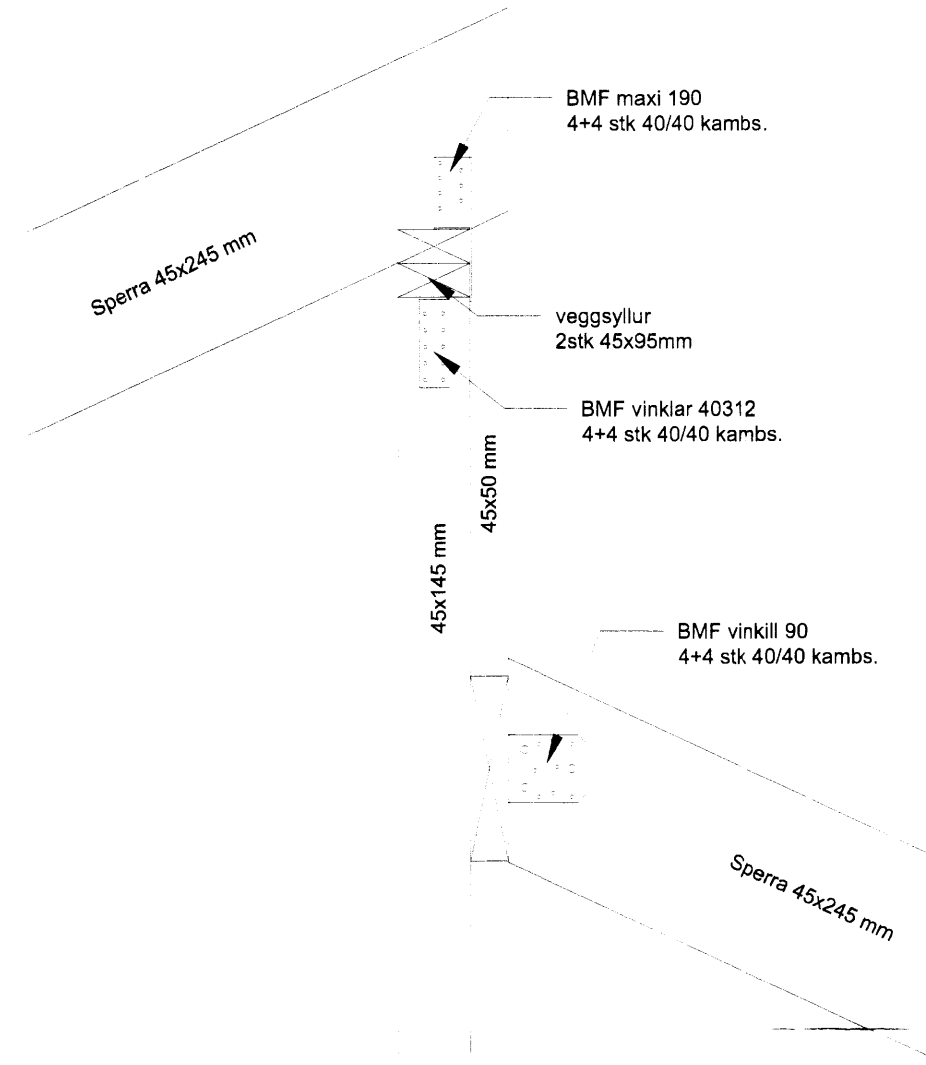 BMF maxi 190
4+4 stk 40/40 kambs.
Sperra 45x245 mm
veggsyllur
2stk 45x95mm
BMF vinklar 40312
4+4 stk 40/40 kambs.
45x50 mm
45x145 mm
BMF vinkill 90
4+4 stk 40/40 kambs.
Sperra 45x245 mm